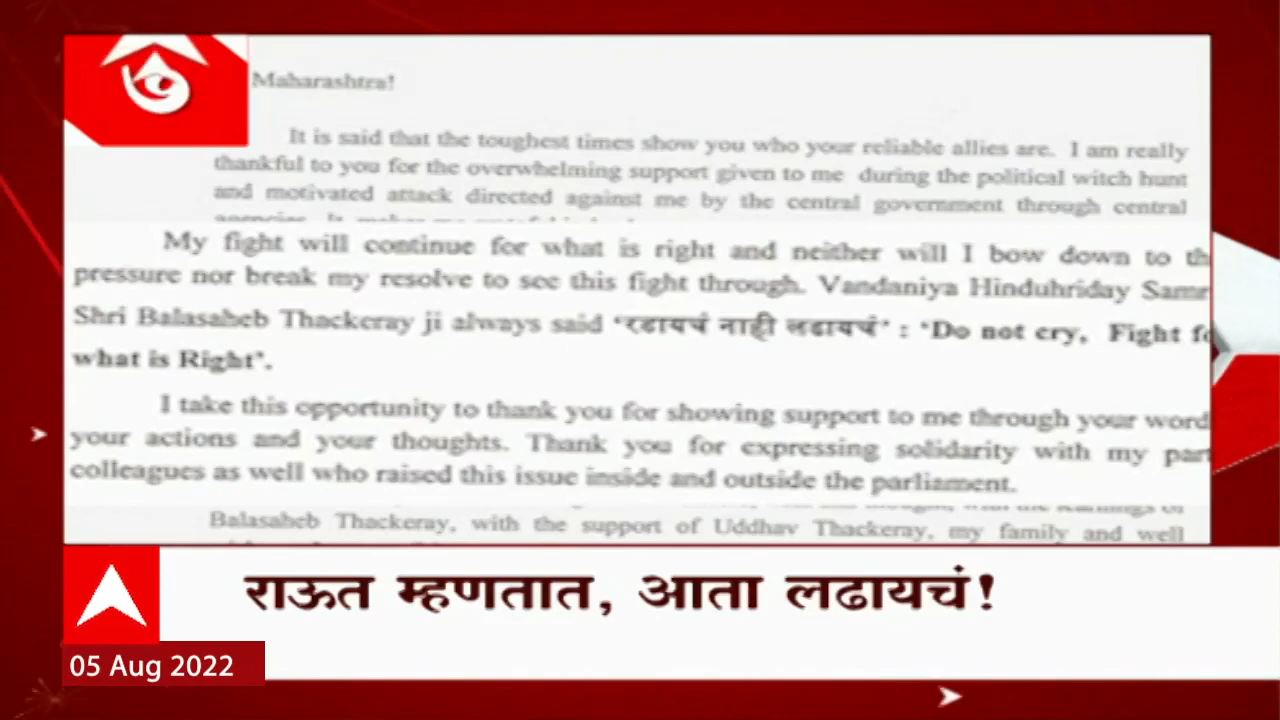 Maharashtra!
It is said that the toughest times show you who your reliable allies are. I am really
thankful to you for the overwhelming support given to me during the political witch hunt
and motivated attack directed against me by the central government through central
My fight will continue for what is right and neither will I bow down to th
pressure nor break my resolve to see this fight through. Vandaniya Hinduhriday Samr
Shri Balasaheb Thackeray ji always said 'रडायचं नाही लढायचं' : 'Do not cry, Fight fo
what is Right'.
I take this opportunity to thank you for showing support to me through your word
your actions and your thoughts. Thank you for expressing solidarity with my part
colleagues as well who raised this issue inside and outside the parliament.
Balasaheb Thackeray, with the support of Uddhav Thackeray, my family and well
राऊत म्हणतात, आता लढायचं!
05 Aug 2022